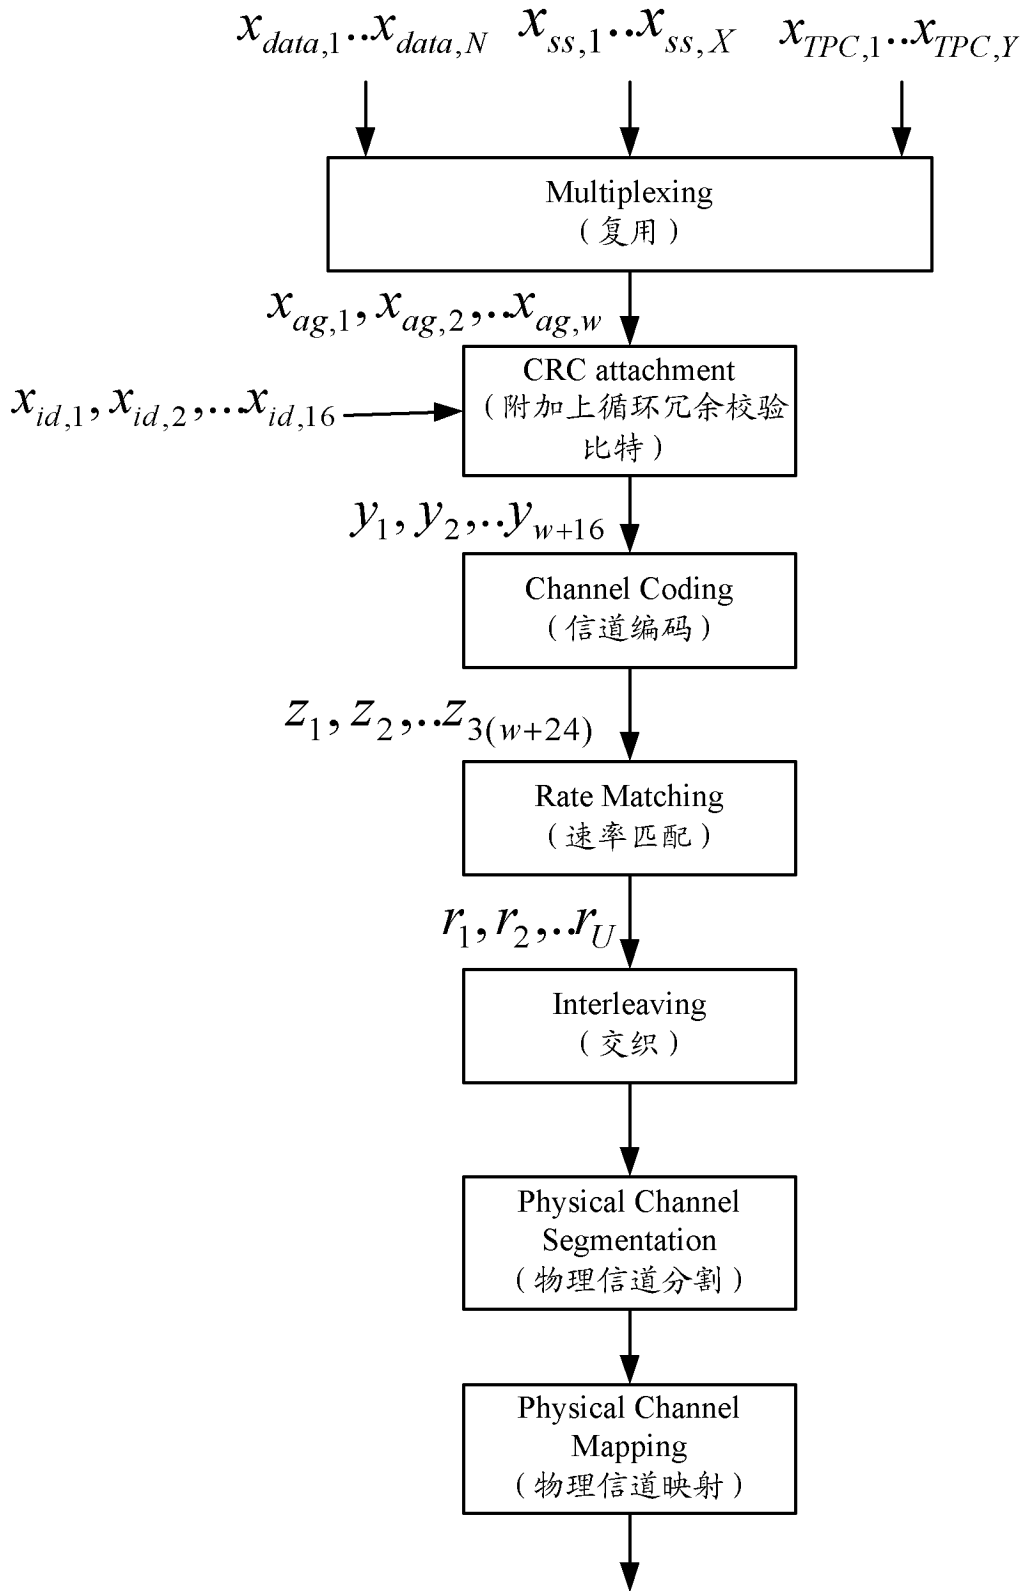 x_{data,1}..x_{data,N} x_{ss,1}..x_{ss,X} x_{TPC,1}..x_{TPC,Y}
Multiplexing
（复用）
x_{ag,1},x_{ag,2},..x_{ag,w}
CRC attachment
x_{id,1},x_{id,2},...x_{id,16}
（附加上循环冗余校验
比特）
y_1,y_2,..y_{w+16}
Channel Coding
（信道编码）
z_1,z_2,..z_{3(w+24)}
Rate Matching
（速率匹配）
r_1,r_2,..r_U
Interleaving
（交织）
Physical Channel
Segmentation
（物理信道分割）
Physical Channel
Mapping
（物理信道映射）